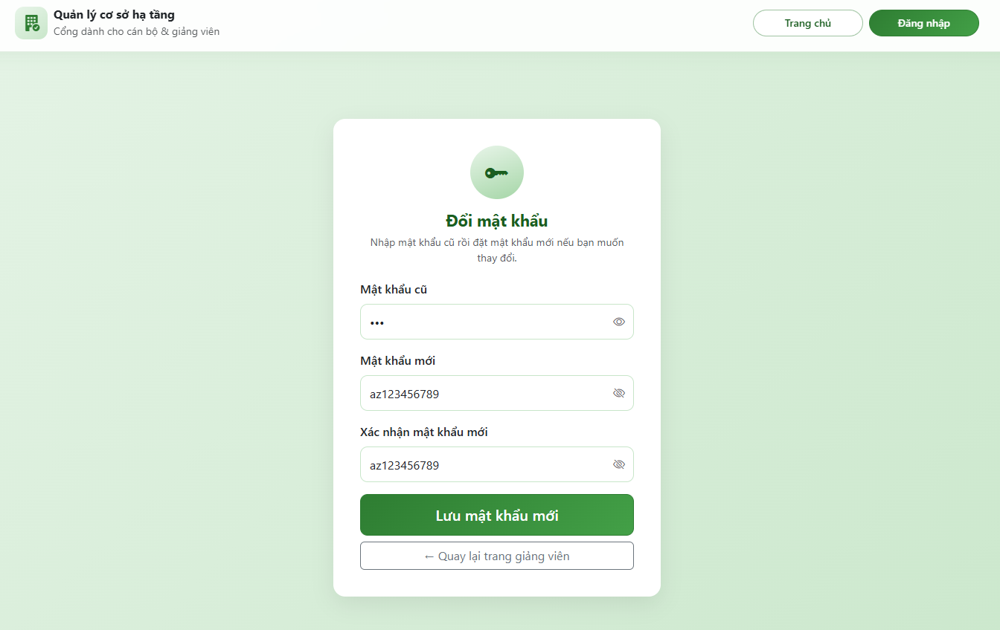 Quản lý cơ sở hạ tầng
Cổng dành cho cán bộ & giảng viên
Trang chủ
Đăng nhập
Đổi mật khẩu
Nhập mật khẩu cũ rồi đặt mật khẩu mới nếu bạn muốn
thay đổi.
Mật khẩu cũ
•••
Mật khẩu mới
az123456789
Xác nhận mật khẩu mới
az123456789
Lưu mật khẩu mới
← Quay lại trang giảng viên